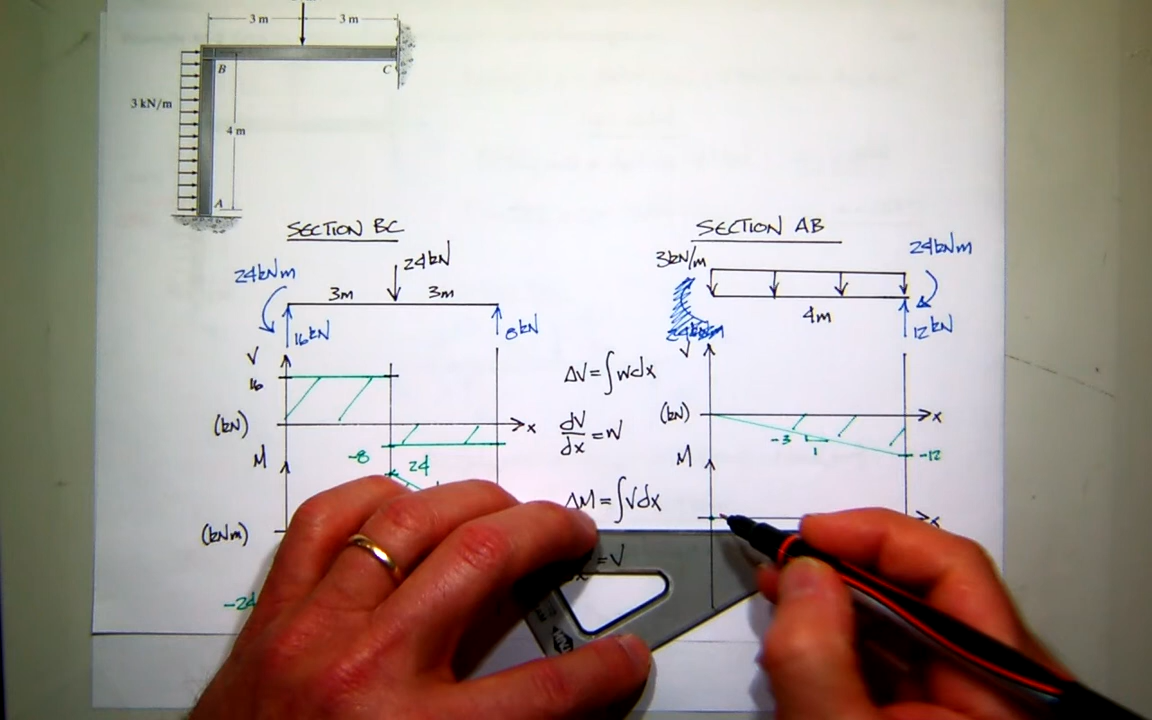 3 m 3 m
B C
3 kN/m
4 m
A
SECTION BC
24kNm
24kN
3m 3m
16kN
8kN
V
16
(kN)
x
-8
M
24
(kNm)
-24
ΔV=∫wdx
dV/dx=W
ΔM=∫Vdx
=V
SECTION AB
3kN/m
24kNm
4m
12kN
V
(kN)
x
-3
1
-12
M
x